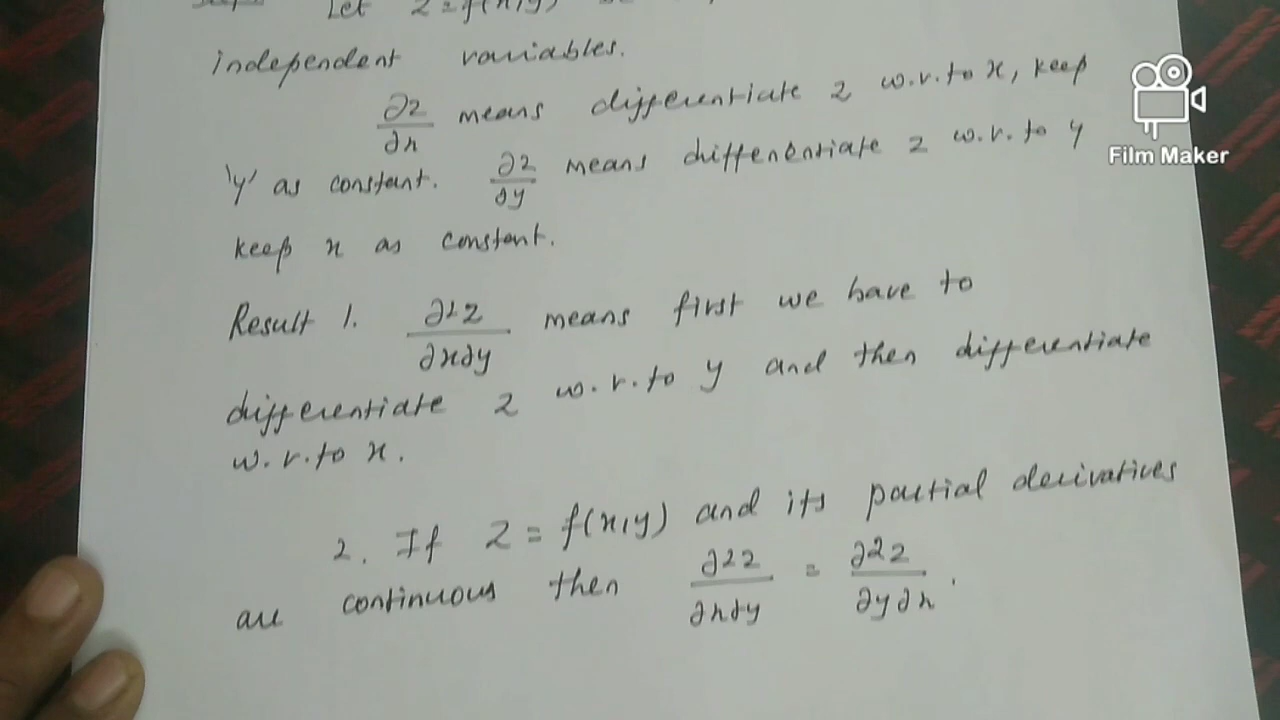 Let z = f(x,y)
independent variables.
∂z/∂x means differentiate z w.r.to x, keep
'y' as constant. ∂z/∂y means differentiate z w.r.to y
keep x as constant.
Result 1. ∂²z/∂x∂y means first we have to
differentiate z w.r.to y and then differentiate
w.r.to x.
2. If z = f(x,y) and its partial derivatives
are continuous then ∂²z/∂x∂y = ∂²z/∂y∂x.
Film Maker